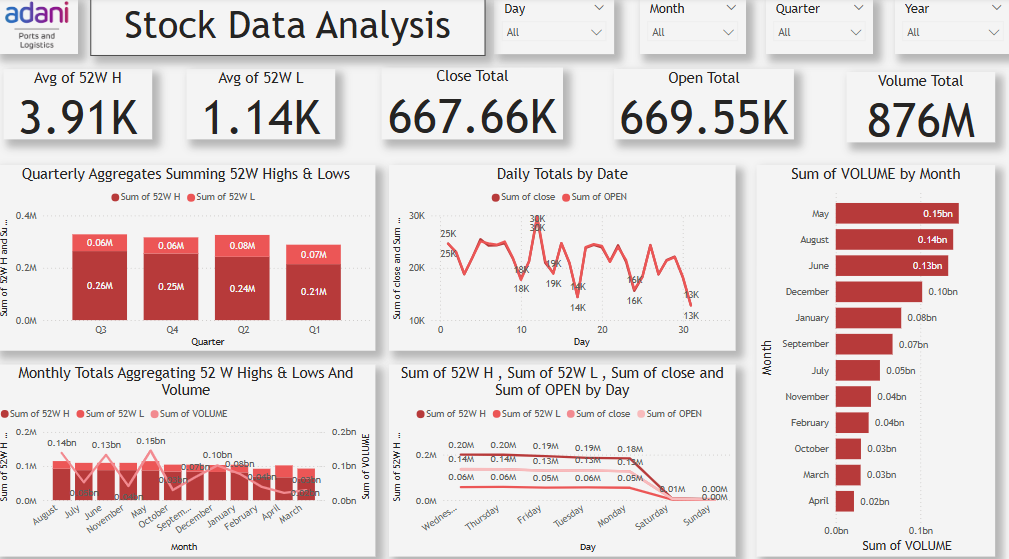 adani
Ports and
Logistics
Stock Data Analysis
Day
All
Month
All
Quarter
All
Year
All
Avg of 52W H
3.91K
Avg of 52W L
1.14K
Close Total
667.66K
Open Total
669.55K
Volume Total
876M
Quarterly Aggregates Summing 52W Highs & Lows
Sum of 52W H Sum of 52W L
Sum of 52W H and Su...
0.4M
0.2M
0.0M
0.06M
0.06M
0.08M
0.07M
0.26M
0.25M
0.24M
0.21M
Q3
Q4
Q2
Q1
Quarter
Daily Totals by Date
Sum of close Sum of OPEN
Sum of close and Sum ...
30K
20K
10K
25K
25K
18K
18K
30K
30K
19K
19K
14K
14K
16K
16K
13K
13K
0
10
20
30
Day
Sum of VOLUME by Month
Month
May 0.15bn
August 0.14bn
June 0.13bn
December 0.10bn
January 0.08bn
September 0.07bn
July 0.05bn
November 0.04bn
February 0.04bn
October 0.03bn
March 0.03bn
April 0.02bn
0.0bn
0.1bn
Sum of VOLUME
Monthly Totals Aggregating 52 W Highs & Lows And
Volume
Sum of 52W H Sum of 52W L Sum of VOLUME
Sum of 52W H ...
0.2M
0.1M
0.0M
0.14bn
0.13bn
0.15bn
0.07bn
0.10bn
0.08bn
0.2bn
0.1bn
0.0bn
Sum of VOLUME
August
July
June
November
May
October
Septem...
December
January
February
April
March
Month
Sum of 52W H , Sum of 52W L , Sum of close and
Sum of OPEN by Day
Sum of 52W H Sum of 52W L Sum of close Sum of OPEN
Sum of 52W H ...
0.2M
0.0M
0.20M
0.20M
0.19M
0.19M
0.18M
0.14M
0.14M
0.13M
0.13M
0.13M
0.06M
0.06M
0.05M
0.06M
0.05M
0.01M
0.00M
0.00M
Wednes...
Thursday
Friday
Tuesday
Monday
Saturday
Sunday
Day